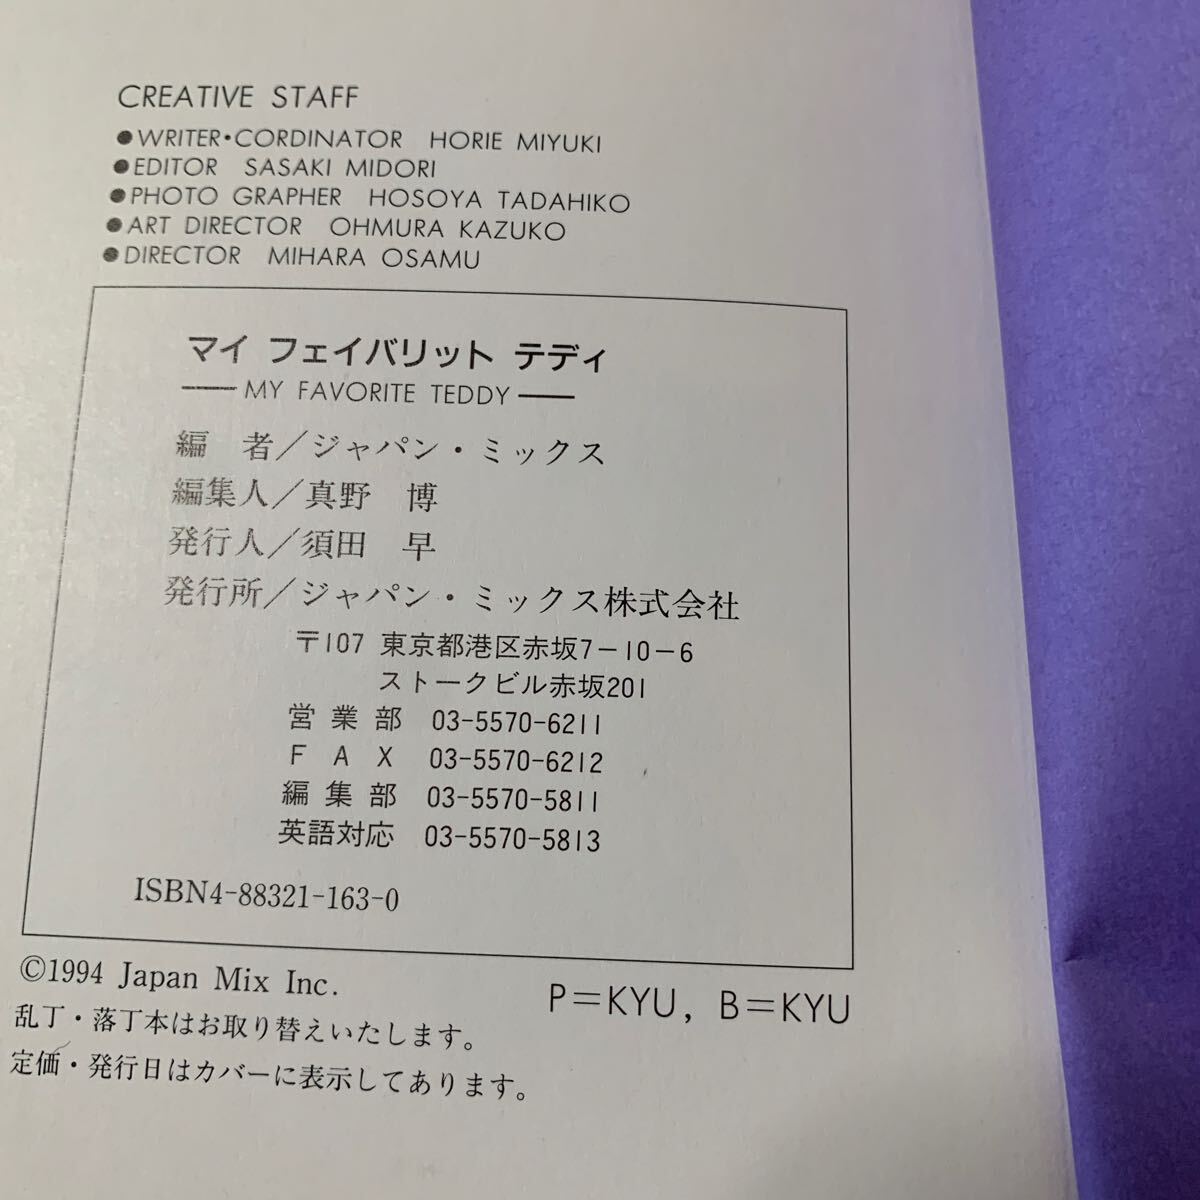 CREATIVE STAFF
●WRITER・CORDINATOR HORIE MIYUKI
●EDITOR SASAKI MIDORI
●PHOTO GRAPHER HOSOYA TADAHIKO
●ART DIRECTOR OHMURA KAZUKO
●DIRECTOR MIHARA OSAMU
マイ フェイバリット テディ
— MY FAVORITE TEDDY —
編 者／ジャパン・ミックス
編集人／真野 博
発行人／須田 早
発行所／ジャパン・ミックス株式会社
〒107 東京都港区赤坂7－10－6
ストークビル赤坂201
営業部 03-5570-6211
FAX 03-5570-6212
編集部 03-5570-5811
英語対応 03-5570-5813
ISBN4-88321-163-0
©1994 Japan Mix Inc.
P＝KYU, B＝KYU
乱丁・落丁本はお取り替えいたします。
定価・発行日はカバーに表示してあります。